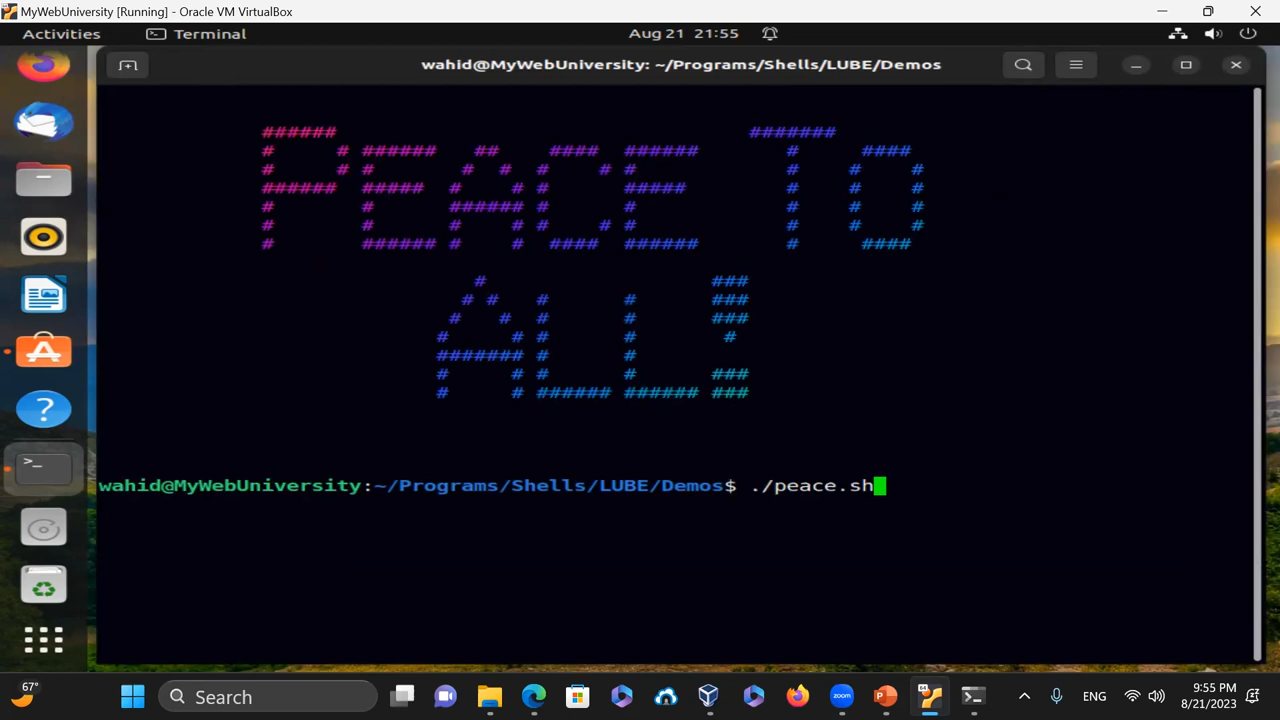 MyWebUniversity [Running] - Oracle VM VirtualBox
Activities
Terminal
Aug 21 21:55
wahid@MyWebUniversity: ~/Programs/Shells/LUBE/Demos
PEACE TO
ALL!
wahid@MyWebUniversity:~/Programs/Shells/LUBE/Demos$ ./peace.sh
67°
Search
zoom
ENG
9:55 PM
8/21/2023